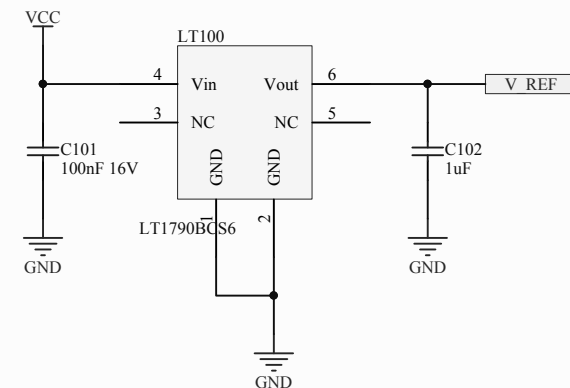 VCC
LT100
4
Vin
Vout
6
V_REF
3
NC
NC
5
C101
100nF 16V
GND
GND
C102
1uF
1
2
LT1790BCS6
GND
GND
GND